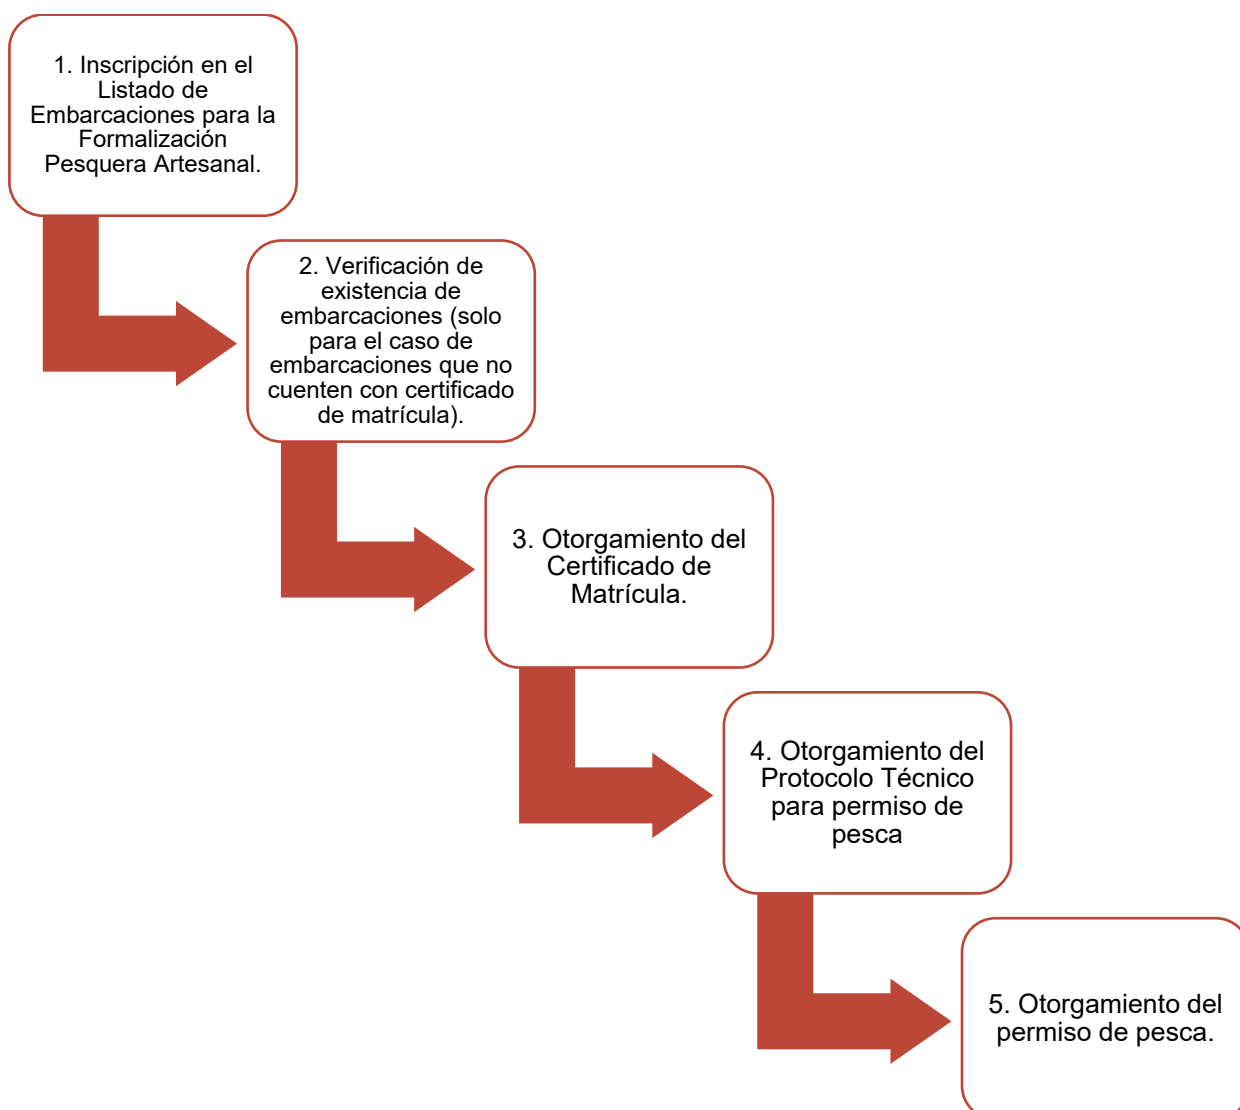 1. Inscripción en el
Listado de
Embarcaciones para la
Formalización
Pesquera Artesanal.
2. Verificación de
existencia de
embarcaciones (solo
para el caso de
embarcaciones que no
cuenten con certificado
de matrícula).
3. Otorgamiento del
Certificado de
Matrícula.
4. Otorgamiento del
Protocolo Técnico
para permiso de
pesca
5. Otorgamiento del
permiso de pesca.